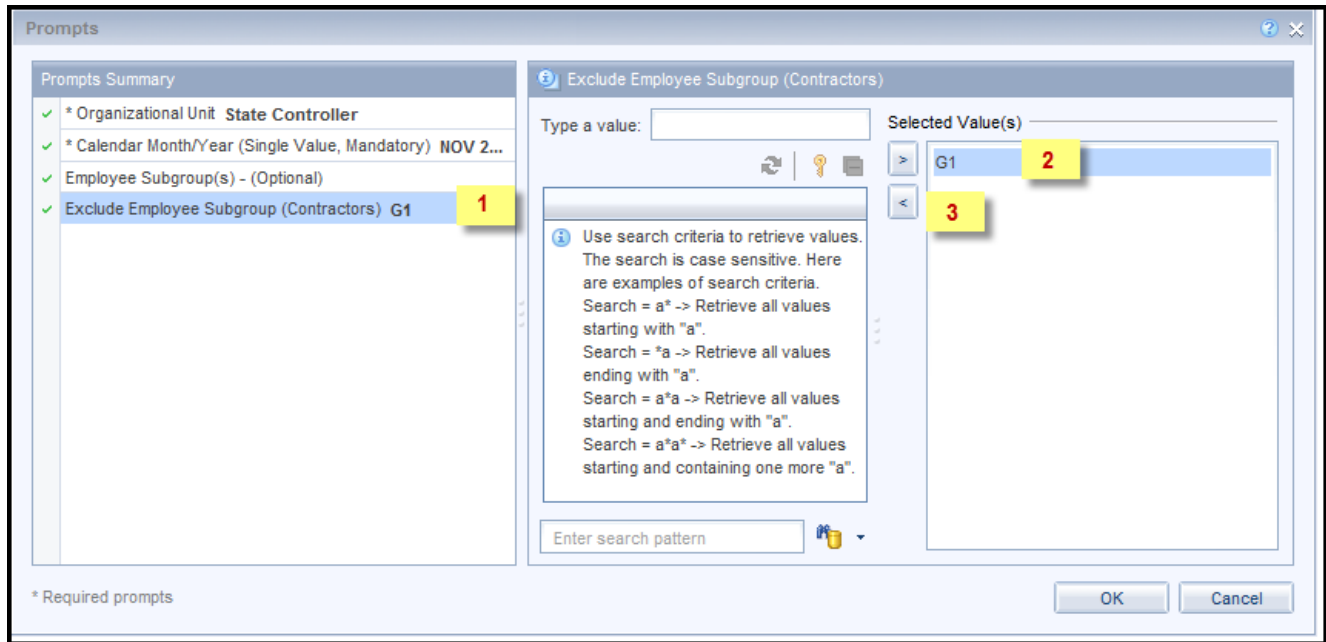 Prompts
Prompts Summary
* Organizational Unit State Controller
* Calendar Month/Year (Single Value, Mandatory) NOV 2...
Employee Subgroup(s) - (Optional)
Exclude Employee Subgroup (Contractors) G1
1
Exclude Employee Subgroup (Contractors)
Type a value:
Use search criteria to retrieve values.
The search is case sensitive. Here
are examples of search criteria.
Search = a* -> Retrieve all values
starting with "a".
Search = *a -> Retrieve all values
ending with "a".
Search = a*a -> Retrieve all values
starting and ending with "a".
Search = a*a* -> Retrieve all values
starting and containing one more "a".
Enter search pattern
Selected Value(s)
>
G1
2
<
3
* Required prompts
OK
Cancel